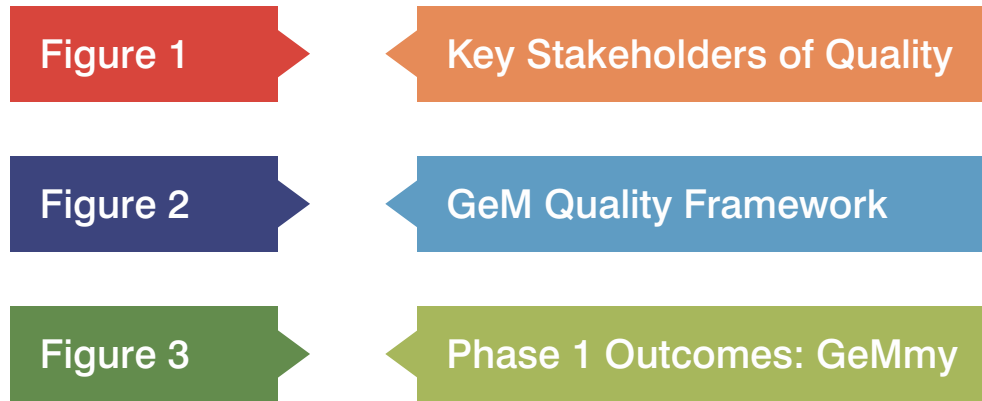 Figure 1 Key Stakeholders of Quality
Figure 2 GeM Quality Framework
Figure 3 Phase 1 Outcomes: GeMmy